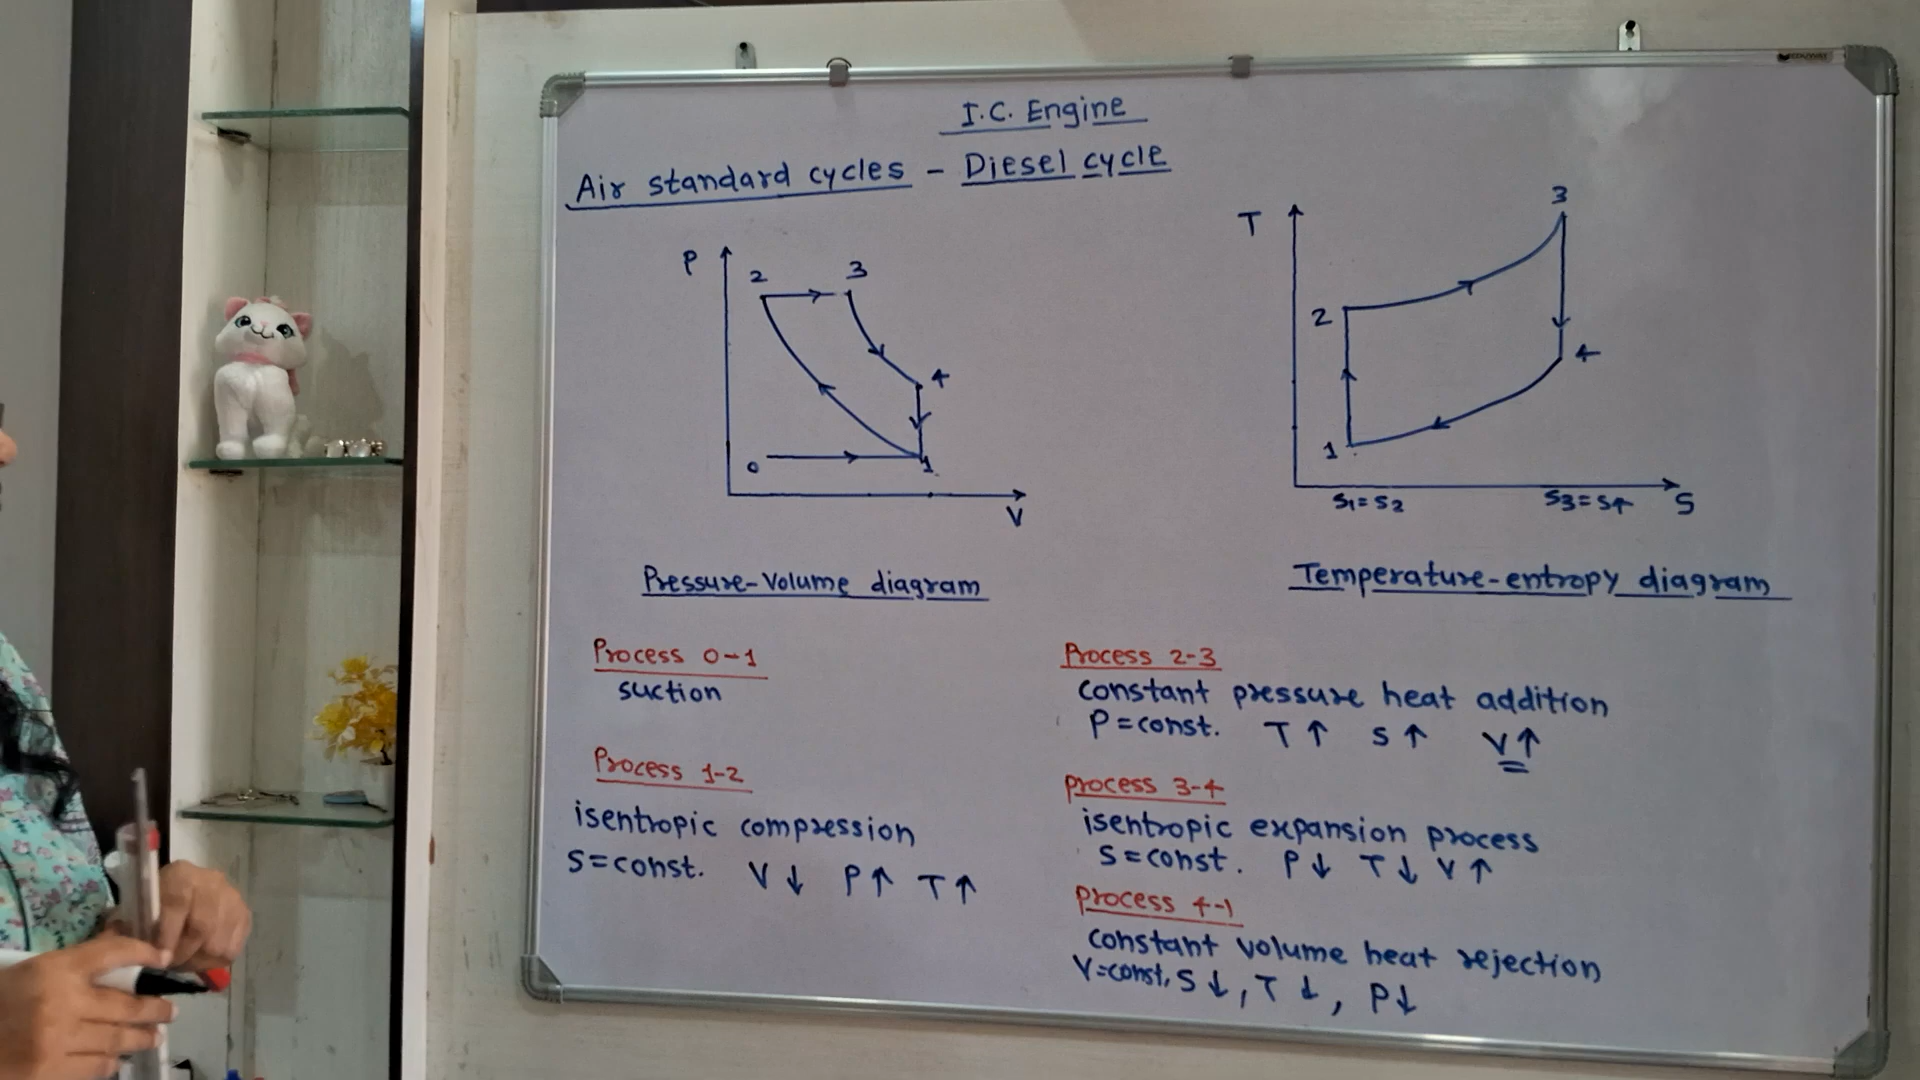 I.C. Engine
Air standard cycles - Diesel cycle
P
2
3
4
0
1
V
Pressure-Volume diagram
T
3
2
4
1
S1=S2
S3=S4
S
Temperature-entropy diagram
Process 0-1
suction
Process 1-2
isentropic compression
S=const. V↓ P↑ T↑
Process 2-3
constant pressure heat addition
P=const. T↑ S↑ V↑
process 3-4
isentropic expansion process
S=const. P↓ T↓ V↑
process 4-1
constant volume heat rejection
V=const, S↓, T↓, P↓